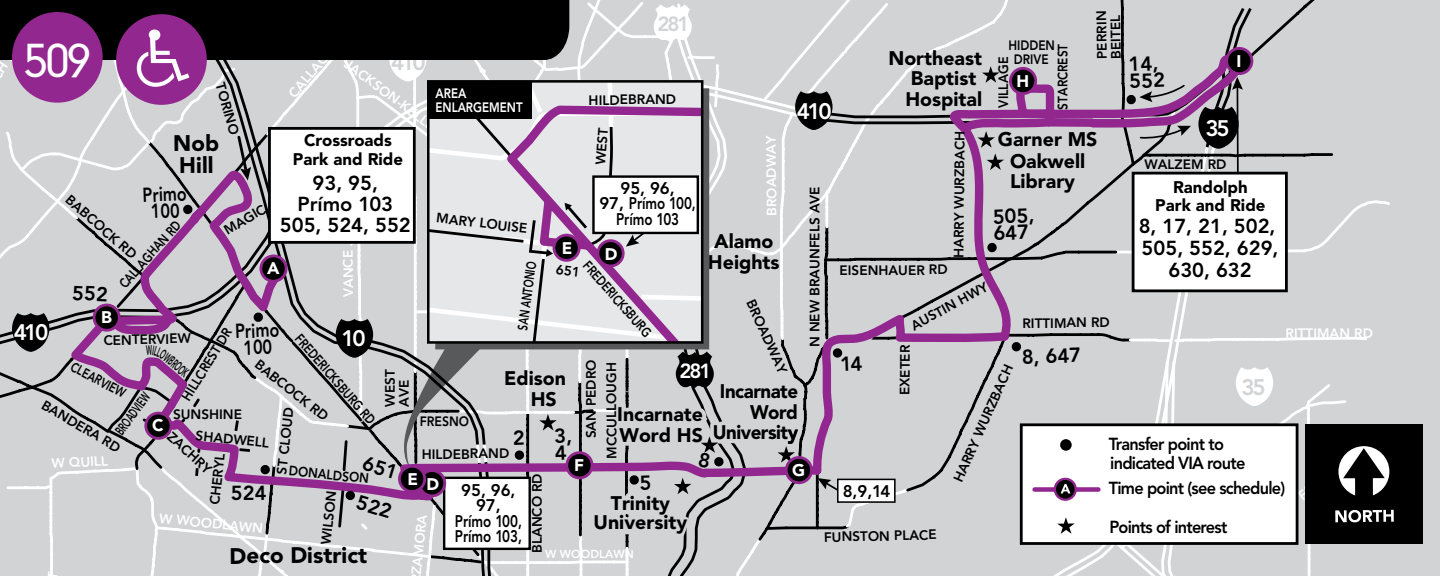 509
281
410
TORINO
CALLAG
JACKSON-K
Nob
Hill
Primo
100
BABCOCK RD
CALLAGHAN RD
MAGIC
Crossroads
Park and Ride
93, 95,
Prímo 103
505, 524, 552
VANCE
A
552
B
410
CENTERVIEW
WILLOWBROOK
CLEARVIEW
BROADVIEW
HILLCREST DR
Primo
100
10
FREDERICKSBURG RD
BABCOCK RD
BANDERA RD
C
SUNSHINE
ZACHRY
SHADWELL
CHERYL
ST CLOUD
W QUILL
524
DONALDSON
WILSON
522
W WOODLAWN
Deco District
AREA
ENLARGEMENT
HILDEBRAND
WEST
95, 96,
97, Prímo 100,
Prímo 103
MARY LOUISE
E
651
D
SAN ANTONIO
FREDERICKSBURG
WEST
AVE
FRESNO
651
E
D
HILDEBRAND
2
95, 96,
97,
Prímo 100,
Prímo 103,
ZARZAMORA
BLANCO RD
W WOODLAWN
Edison
HS
3,
4
F
SAN PEDRO
MCCULLOUGH
5
Trinity
University
Incarnate
Word HS
8
281
Incarnate
Word
University
G
8,9,14
FUNSTON PLACE
Alamo
Heights
BROADWAY
BROADWAY
N NEW BRAUNFELS AVE
14
EXETER
AUSTIN HWY
EISENHAUER RD
HARRY WURZBACH
HARRY WURZBACH
RITTIMAN RD
RITTIMAN RD
8, 647
505,
647
410
Northeast
Baptist
Hospital
HIDDEN
DRIVE
VILLAGE
H
STARCREST
PERRIN
BEITEL
14,
552
I
35
Garner MS
Oakwell
Library
WALZEM RD
Randolph
Park and Ride
8, 17, 21, 502,
505, 552, 629,
630, 632
35
Transfer point to
indicated VIA route
A
Time point (see schedule)
Points of interest
NORTH